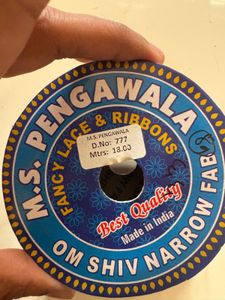 M.S. PENGAWALA
FANCY LACE & RIBBONS
M.S. PENGAWALA
D.No: 777
Mtrs: 18.00
Best Quality
Made in India
OM SHIV NARROW FAB